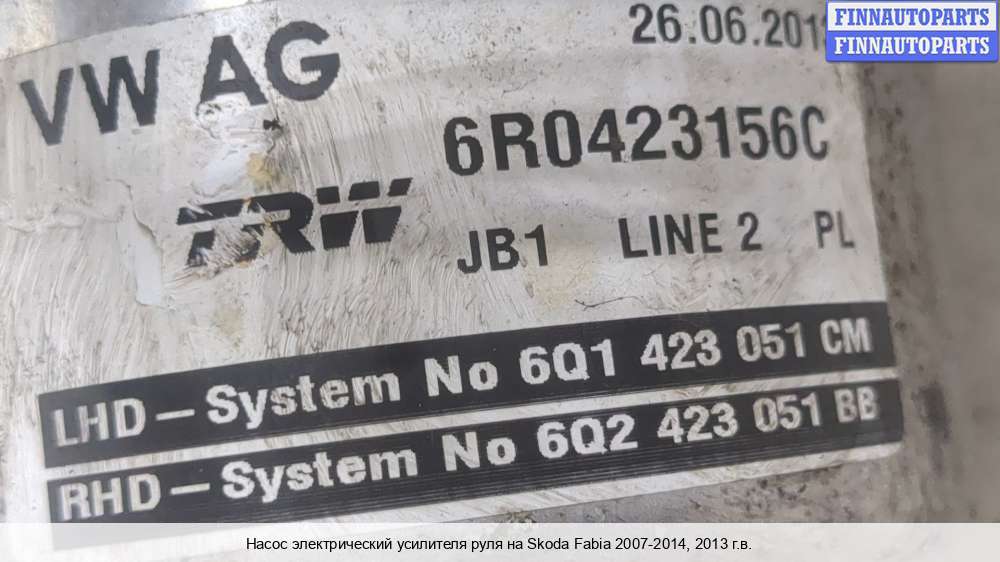 VW AG
26.06.201
FINNAUTOPARTS
FINNAUTOPARTS
6R0423156C
TRW
JB1 LINE 2 PL
LHD – System No 6Q1 423 051 CM
RHD – System No 6Q2 423 051 BB
Насос электрический усилителя руля на Skoda Fabia 2007-2014, 2013 г.в.